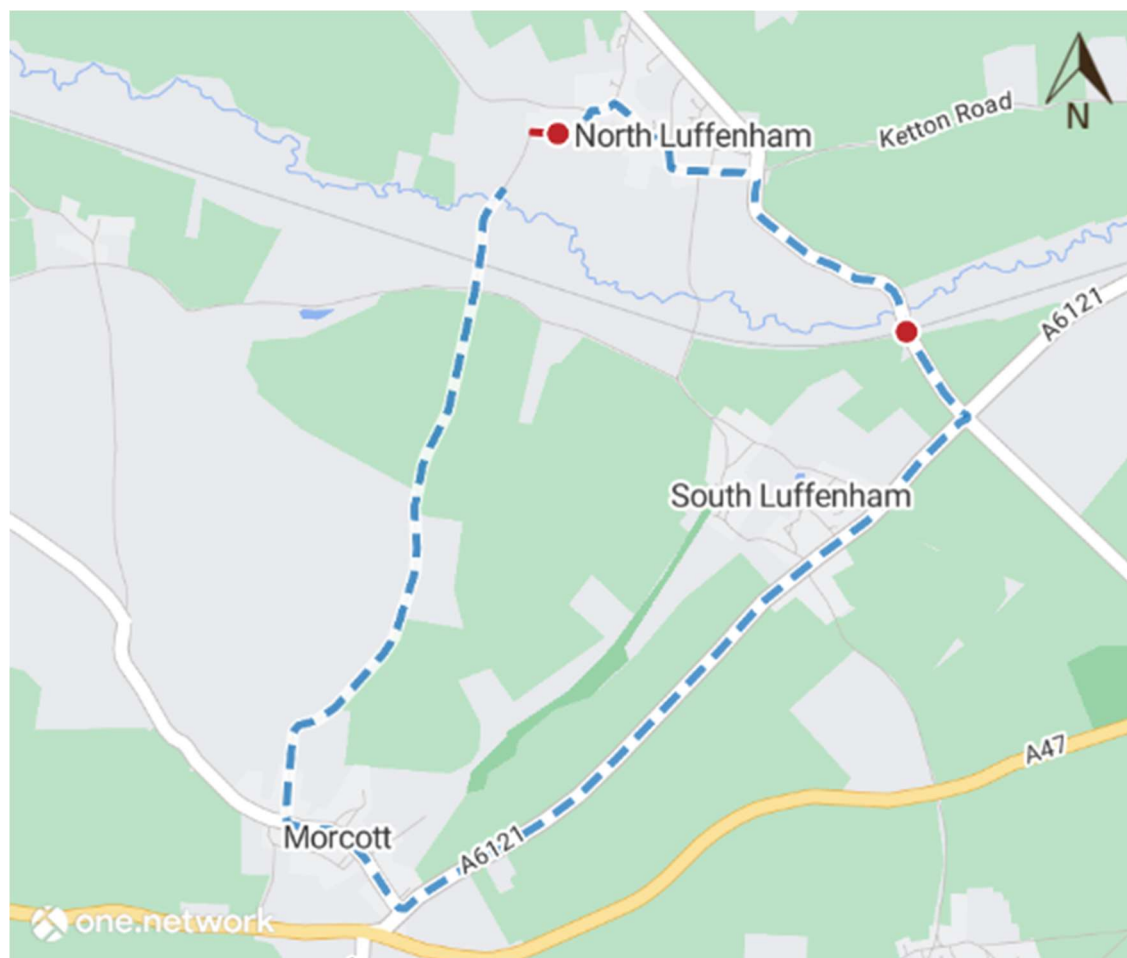 North Luffenham
Ketton Road
N
A6121
South Luffenham
A47
Morcott
A6121
one.network